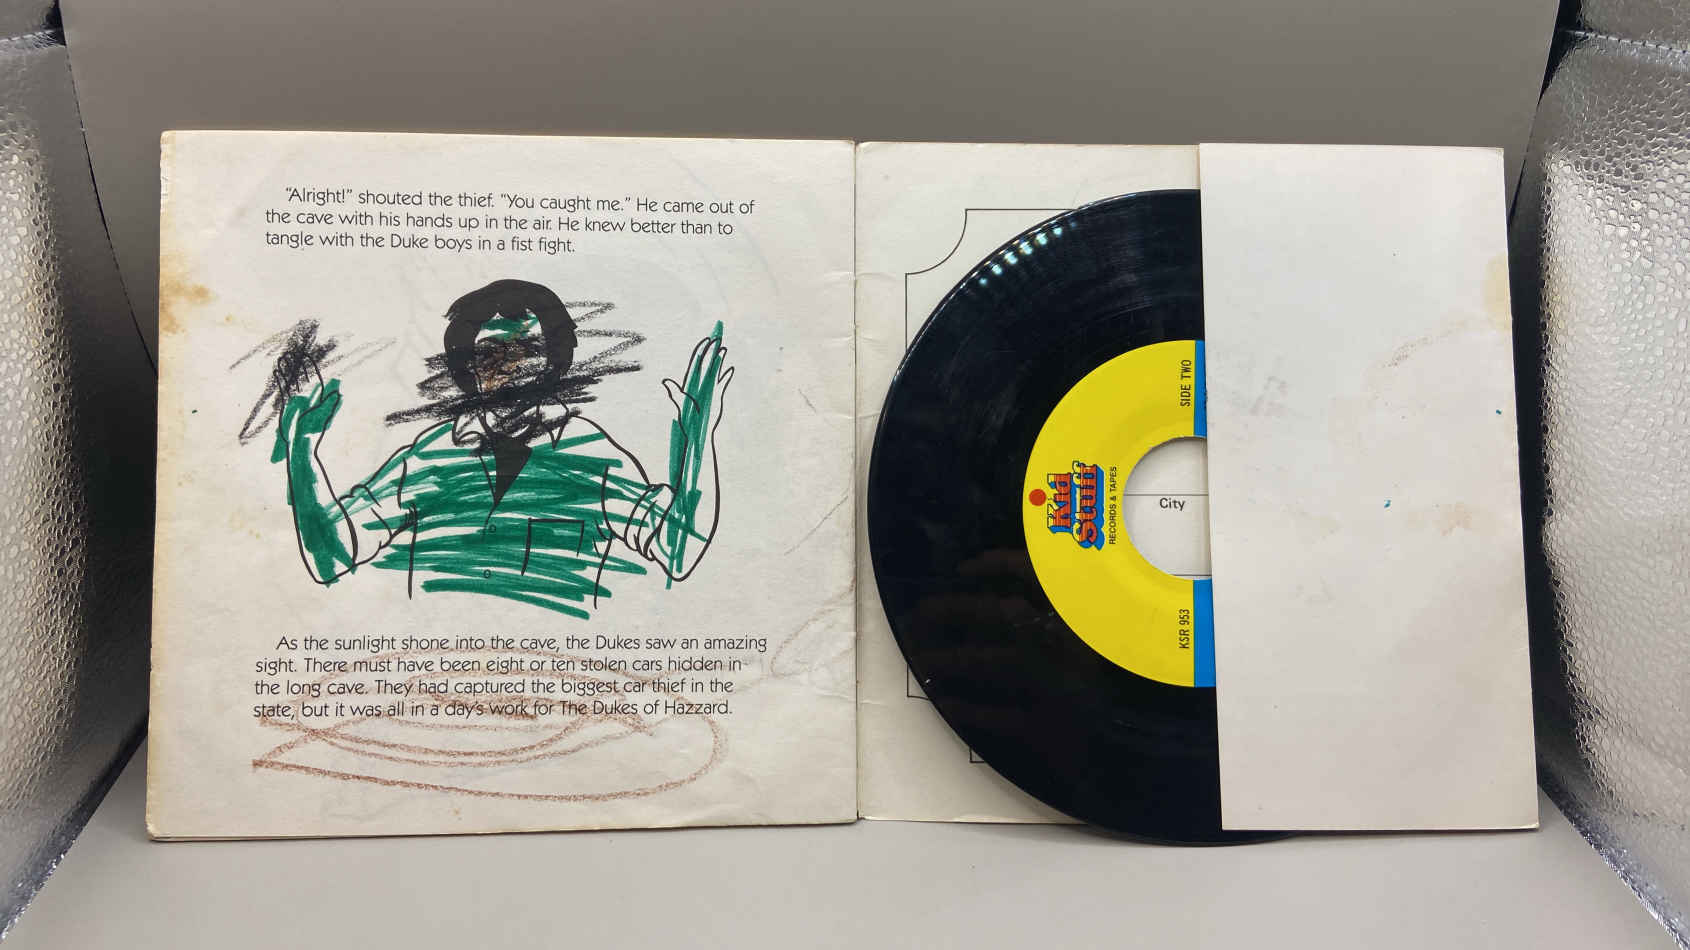 “Alright!” shouted the thief. “You caught me.” He came out of
the cave with his hands up in the air. He knew better than to
tangle with the Duke boys in a fist fight.
As the sunlight shone into the cave, the Dukes saw an amazing
sight. There must have been eight or ten stolen cars hidden in
the long cave. They had captured the biggest car thief in the
state, but it was all in a day's work for The Dukes of Hazzard.
SIDE TWO
Kid
Stuff
RECORDS & TAPES
KSR 953
City